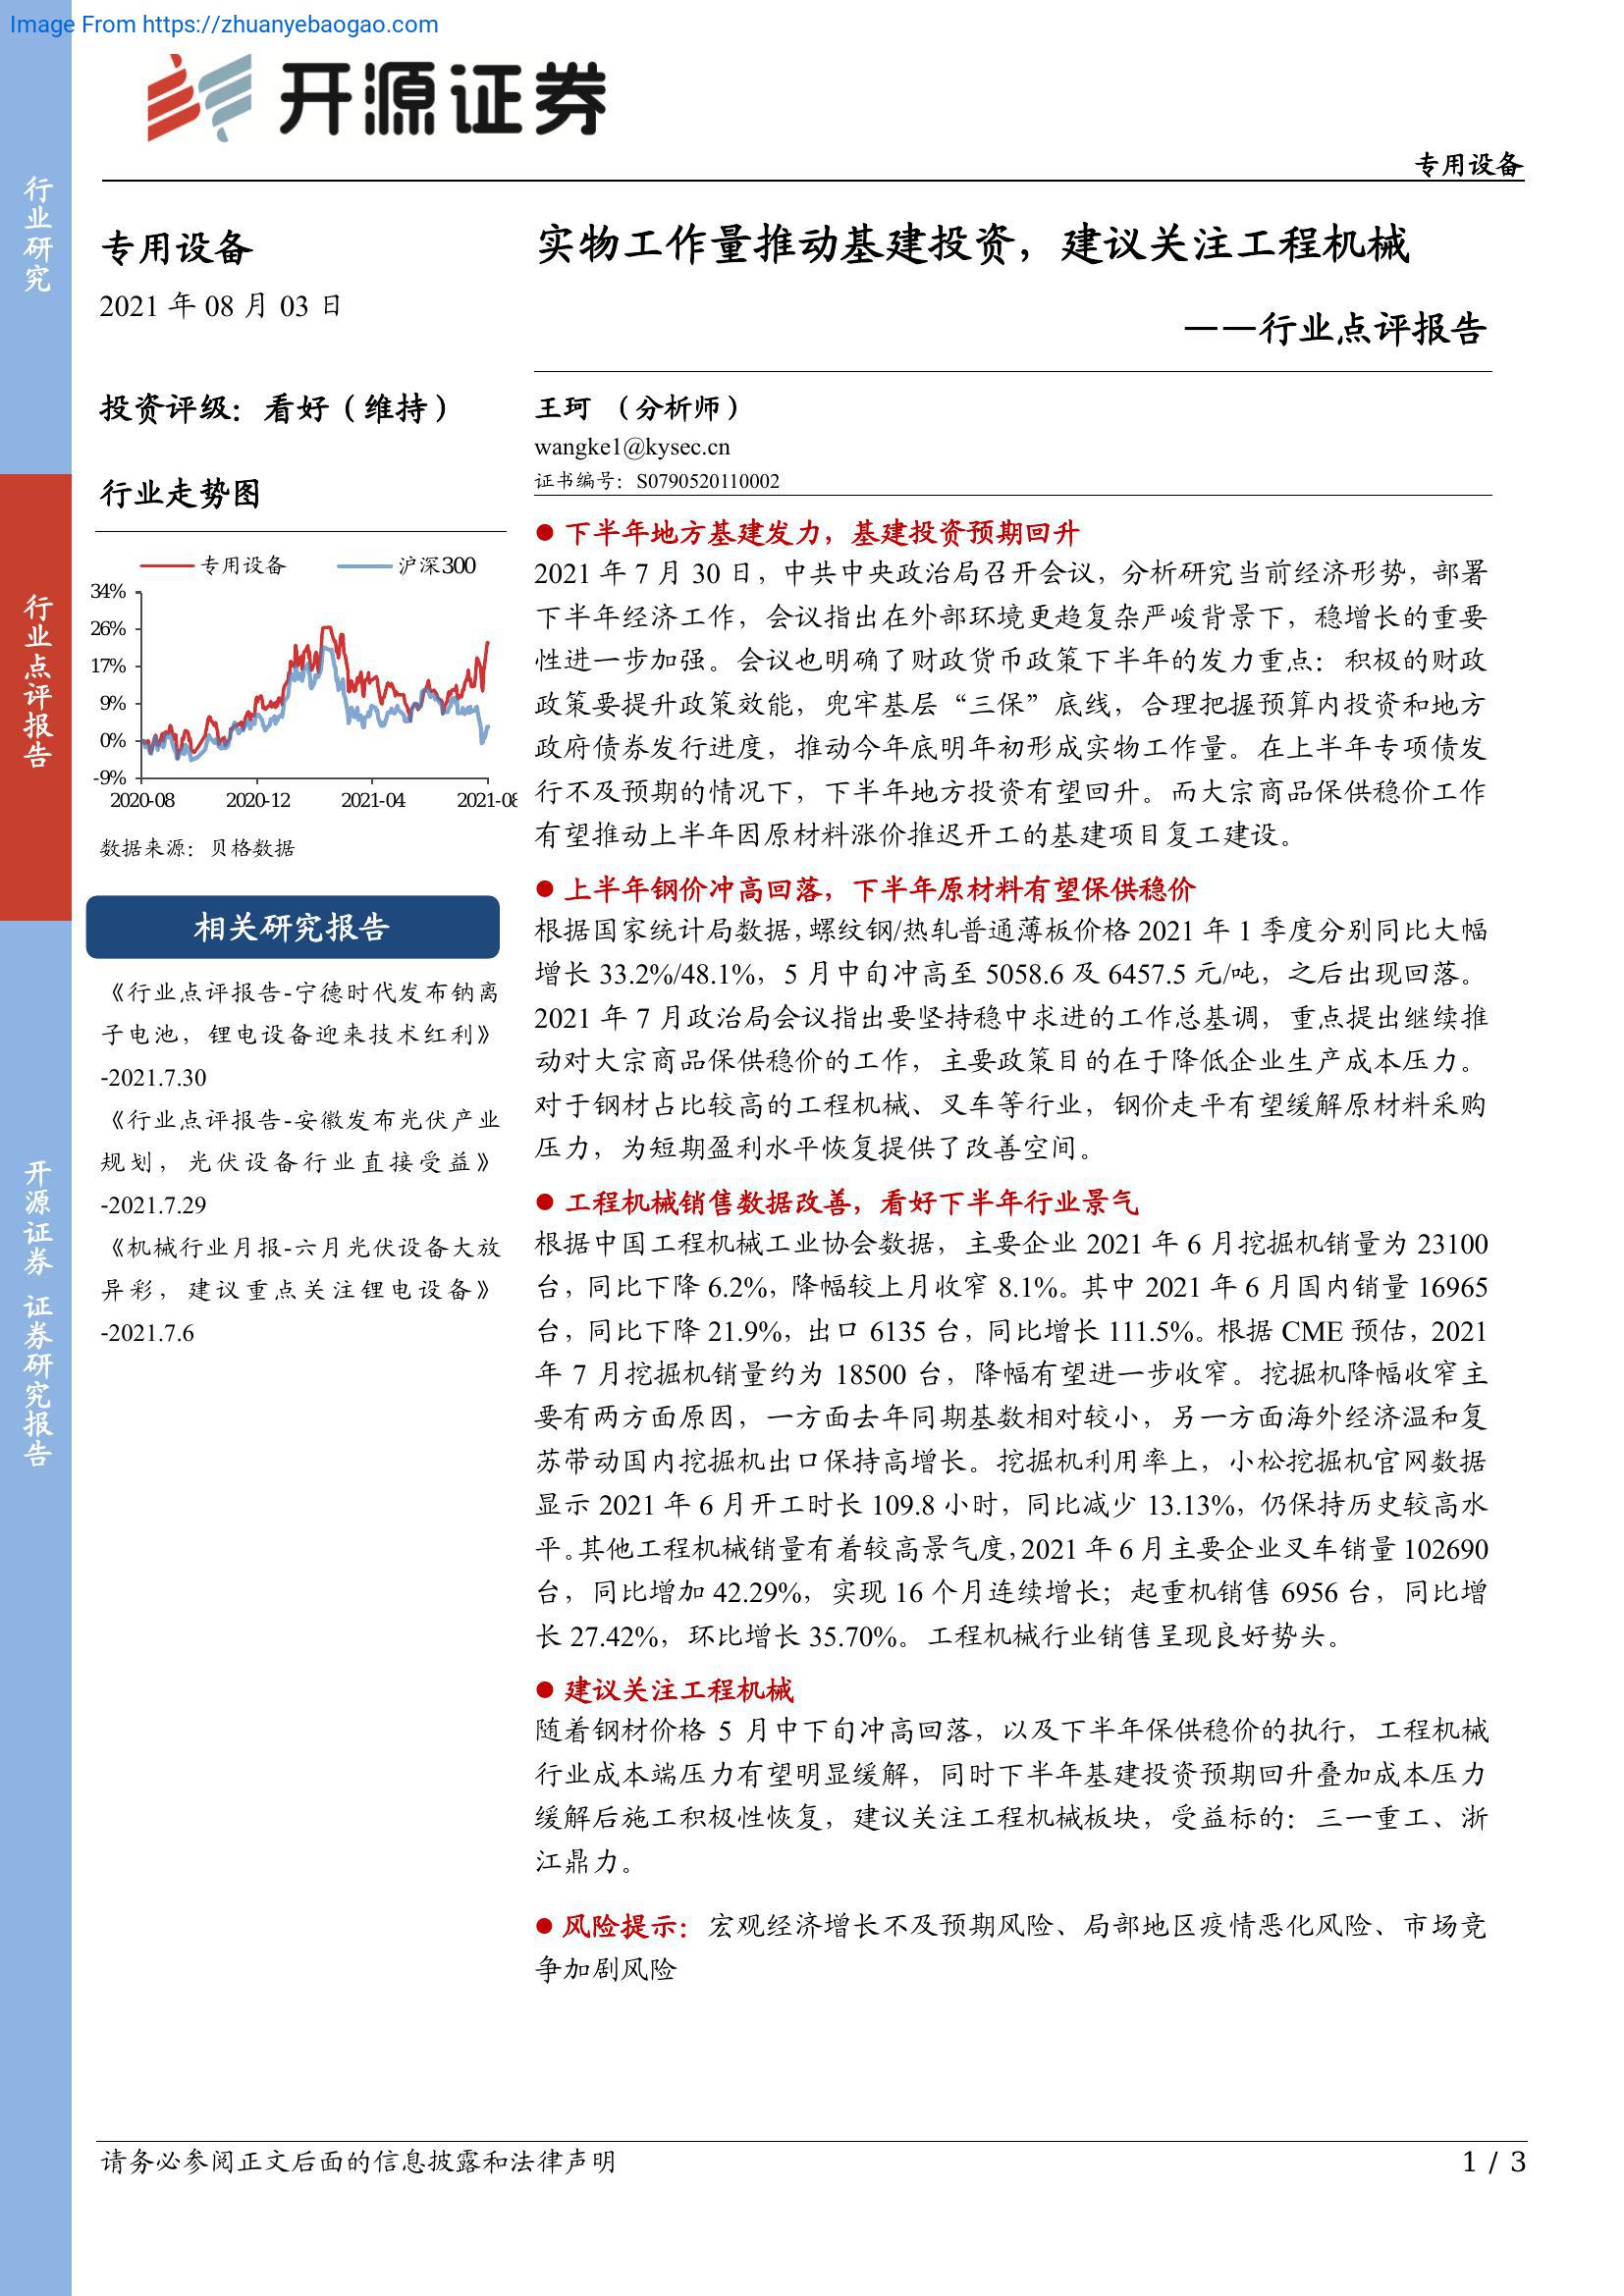 Image From https://zhuanyebaogao.com
开源证券
专用设备
行业研究
行业点评报告
开源证券 证券研究报告
专用设备
2021 年 08 月 03 日
投资评级：看好（维持）
行业走势图
专用设备 沪深300
34%
26%
17%
9%
0%
-9%
2020-08 2020-12 2021-04 2021-08
数据来源：贝格数据
相关研究报告
《行业点评报告-宁德时代发布钠离
子电池，锂电设备迎来技术红利》
-2021.7.30
《行业点评报告-安徽发布光伏产业
规划，光伏设备行业直接受益》
-2021.7.29
《机械行业月报-六月光伏设备大放
异彩，建议重点关注锂电设备》
-2021.7.6
实物工作量推动基建投资，建议关注工程机械
——行业点评报告
王珂 （分析师）
wangke1@kysec.cn
证书编号：S0790520110002
● 下半年地方基建发力，基建投资预期回升
2021 年 7 月 30 日，中共中央政治局召开会议，分析研究当前经济形势，部署
下半年经济工作，会议指出在外部环境更趋复杂严峻背景下，稳增长的重要
性进一步加强。会议也明确了财政货币政策下半年的发力重点：积极的财政
政策要提升政策效能，兜牢基层“三保”底线，合理把握预算内投资和地方
政府债券发行进度，推动今年底明年初形成实物工作量。在上半年专项债发
行不及预期的情况下，下半年地方投资有望回升。而大宗商品保供稳价工作
有望推动上半年因原材料涨价推迟开工的基建项目复工建设。
● 上半年钢价冲高回落，下半年原材料有望保供稳价
根据国家统计局数据，螺纹钢/热轧普通薄板价格 2021 年 1 季度分别同比大幅
增长 33.2%/48.1%，5 月中旬冲高至 5058.6 及 6457.5 元/吨，之后出现回落。
2021 年 7 月政治局会议指出要坚持稳中求进的工作总基调，重点提出继续推
动对大宗商品保供稳价的工作，主要政策目的在于降低企业生产成本压力。
对于钢材占比较高的工程机械、叉车等行业，钢价走平有望缓解原材料采购
压力，为短期盈利水平恢复提供了改善空间。
● 工程机械销售数据改善，看好下半年行业景气
根据中国工程机械工业协会数据，主要企业 2021 年 6 月挖掘机销量为 23100
台，同比下降 6.2%，降幅较上月收窄 8.1%。其中 2021 年 6 月国内销量 16965
台，同比下降 21.9%，出口 6135 台，同比增长 111.5%。根据 CME 预估，2021
年 7 月挖掘机销量约为 18500 台，降幅有望进一步收窄。挖掘机降幅收窄主
要有两方面原因，一方面去年同期基数相对较小，另一方面海外经济温和复
苏带动国内挖掘机出口保持高增长。挖掘机利用率上，小松挖掘机官网数据
显示 2021 年 6 月开工时长 109.8 小时，同比减少 13.13%，仍保持历史较高水
平。其他工程机械销量有着较高景气度，2021 年 6 月主要企业叉车销量 102690
台，同比增加 42.29%，实现 16 个月连续增长；起重机销售 6956 台，同比增
长 27.42%，环比增长 35.70%。工程机械行业销售呈现良好势头。
● 建议关注工程机械
随着钢材价格 5 月中下旬冲高回落，以及下半年保供稳价的执行，工程机械
行业成本端压力有望明显缓解，同时下半年基建投资预期回升叠加成本压力
缓解后施工积极性恢复，建议关注工程机械板块，受益标的：三一重工、浙
江鼎力。
● 风险提示：宏观经济增长不及预期风险、局部地区疫情恶化风险、市场竞
争加剧风险
请务必参阅正文后面的信息披露和法律声明
1 / 3